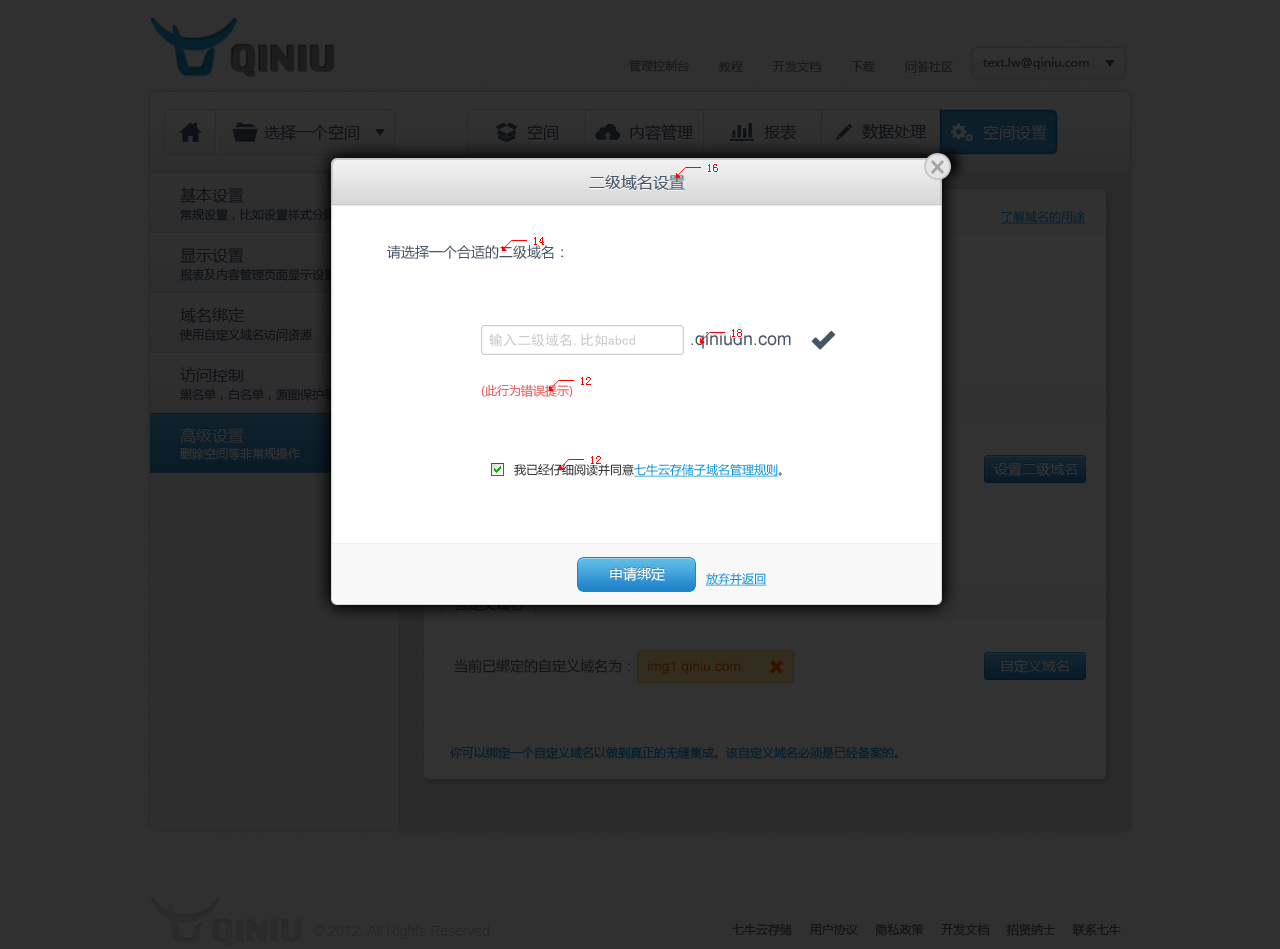 QINIU
管理控制台 教程 开发文档 下载 问答社区 text.lw@qiniu.com
选择一个空间 空间 内容管理 报表 数据处理 空间设置
二级域名设置 16
基本设置
常规设置，比如设置样式分
了解域名的用途
请选择一个合适的二级域名： 14
显示设置
报表及内容管理页面显示设
域名绑定
使用自定义域名访问资源
输入二级域名, 比如abcd .qiniudn.com 18
访问控制
黑名单，白名单，源图保护
(此行为错误提示) 12
高级设置
删除空间等非常规操作
我已经仔细阅读并同意七牛云存储子域名管理规则。 12
设置二级域名
申请绑定 放弃并返回
自定义域名
当前已绑定的自定义域名为： img1.qiniu.com 自定义域名
你可以绑定一个自定义域名以做到真正的无缝集成。该自定义域名必须是已经备案的。
QINIU © 2012. All Rights Reserved.
七牛云存储 用户协议 隐私政策 开发文档 招贤纳士 联系七牛